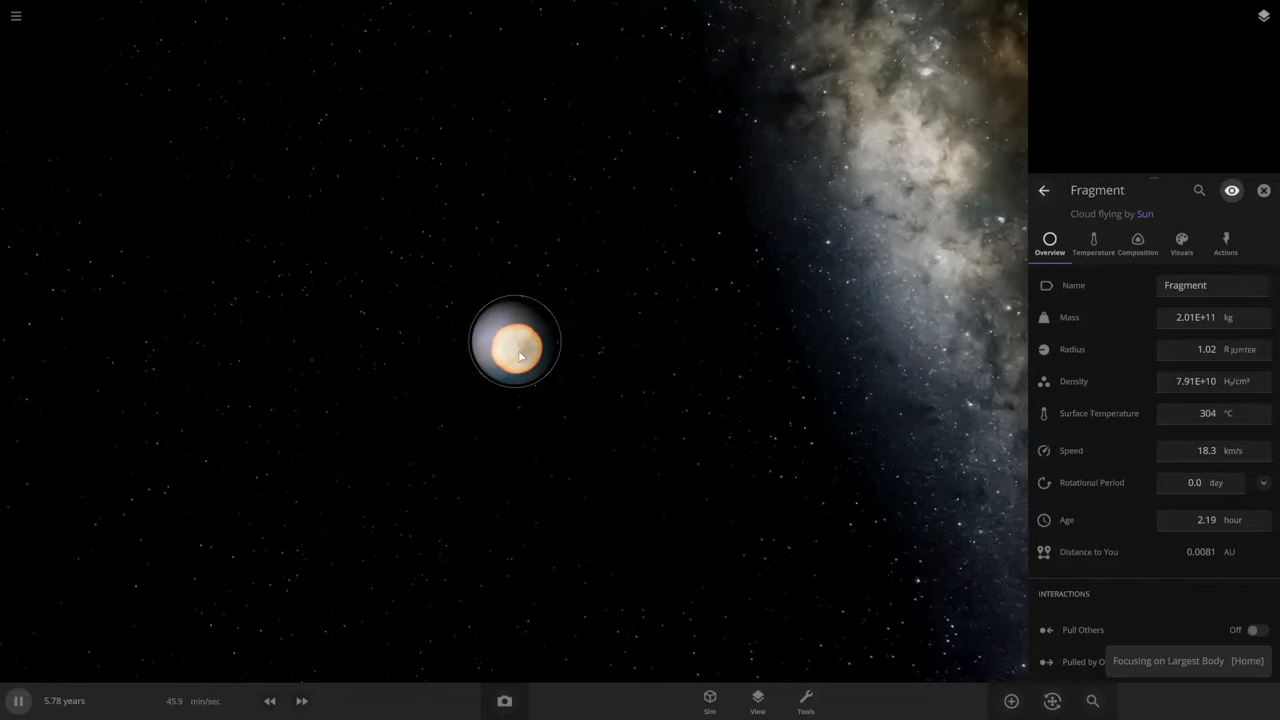 Fragment
Cloud flying by Sun
Overview Temperature Composition Visuals Actions
Name Fragment
Mass 2.01E+11 kg
Radius 1.02 R JUPITER
Density 7.91E+10 H₂/cm³
Surface Temperature 304 °C
Speed 18.3 km/s
Rotational Period 0.0 day
Age 2.19 hour
Distance to You 0.0081 AU
INTERACTIONS
Pull Others Off
Pulled by O
Focusing on Largest Body [Home]
5.78 years 45.9 min/sec Sim View Tools